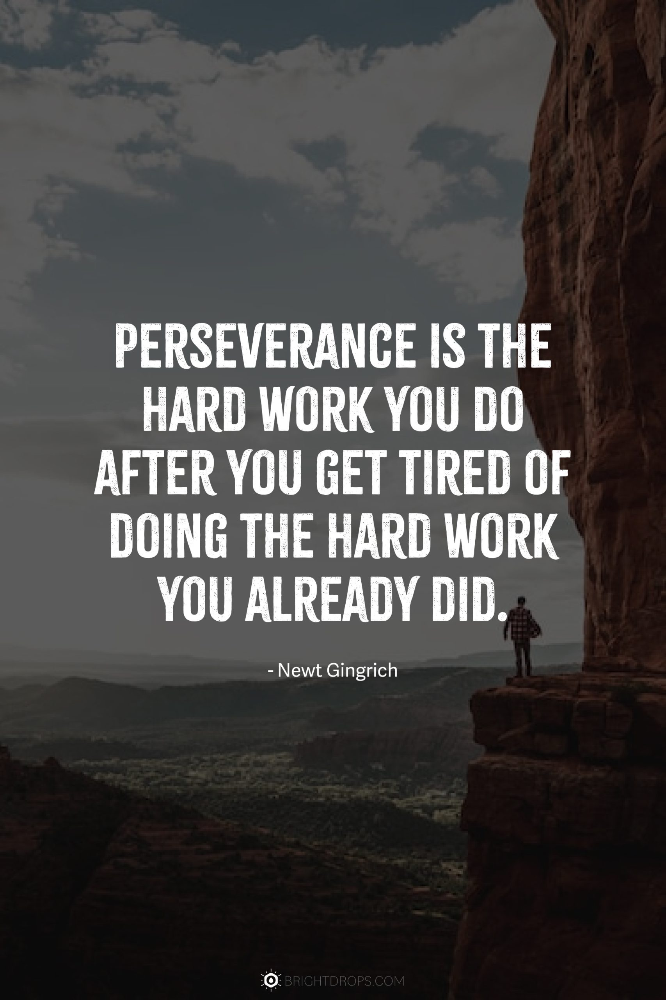 PERSEVERANCE IS THE
HARD WORK YOU DO
AFTER YOU GET TIRED OF
DOING THE HARD WORK
YOU ALREADY DID.
- Newt Gingrich
BRIGHTDROPS.COM